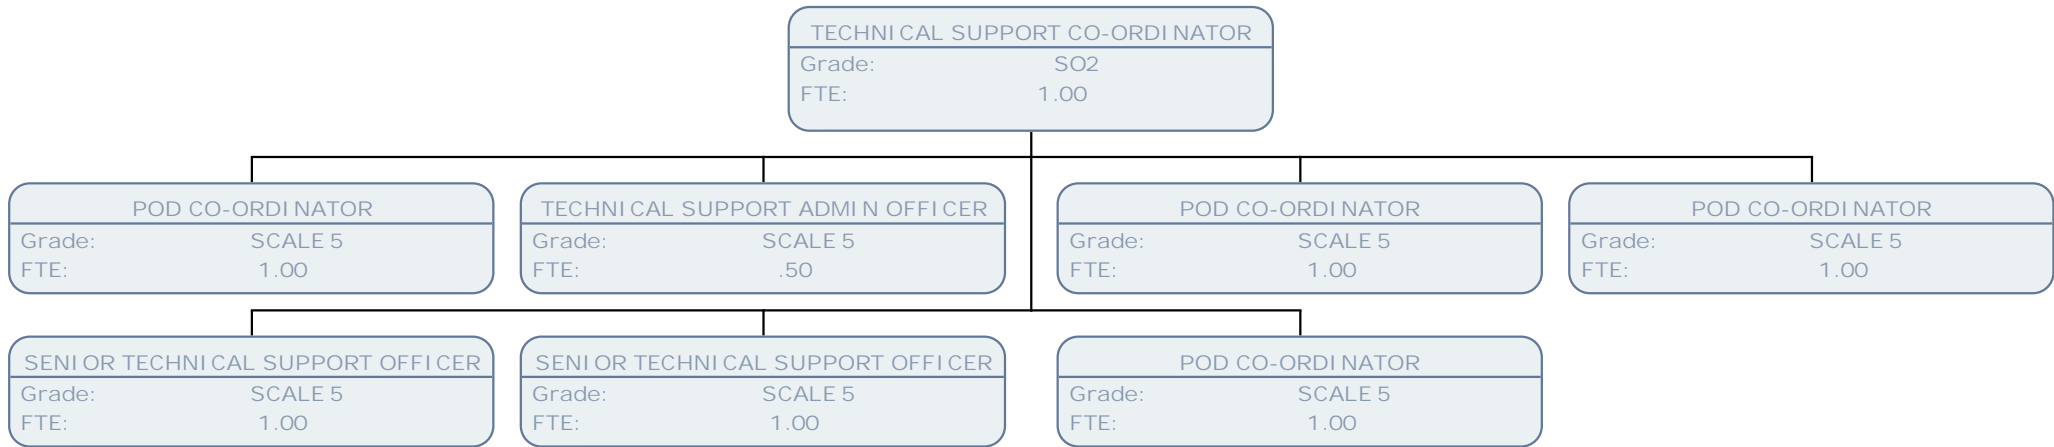 TECHNICAL SUPPORT CO-ORDINATOR
Grade: SO2
FTE: 1.00
POD CO-ORDINATOR
Grade: SCALE 5
FTE: 1.00
TECHNICAL SUPPORT ADMIN OFFICER
Grade: SCALE 5
FTE: .50
POD CO-ORDINATOR
Grade: SCALE 5
FTE: 1.00
POD CO-ORDINATOR
Grade: SCALE 5
FTE: 1.00
SENIOR TECHNICAL SUPPORT OFFICER
Grade: SCALE 5
FTE: 1.00
SENIOR TECHNICAL SUPPORT OFFICER
Grade: SCALE 5
FTE: 1.00
POD CO-ORDINATOR
Grade: SCALE 5
FTE: 1.00